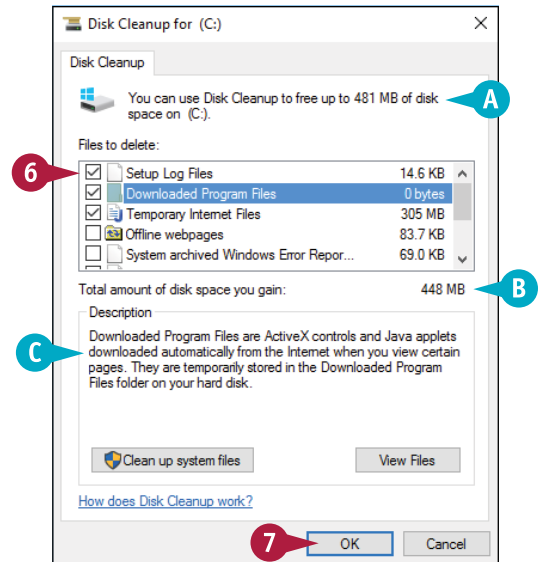 Disk Cleanup for (C:)
Disk Cleanup
You can use Disk Cleanup to free up to 481 MB of disk
space on (C:).
A
Files to delete:
6
Setup Log Files 14.6 KB
Downloaded Program Files 0 bytes
Temporary Internet Files 305 MB
Offline webpages 83.7 KB
System archived Windows Error Repor... 69.0 KB
Total amount of disk space you gain: 448 MB
B
Description
Downloaded Program Files are ActiveX controls and Java applets
C
downloaded automatically from the Internet when you view certain
pages. They are temporarily stored in the Downloaded Program
Files folder on your hard disk.
Clean up system files View Files
How does Disk Cleanup work?
7
OK Cancel